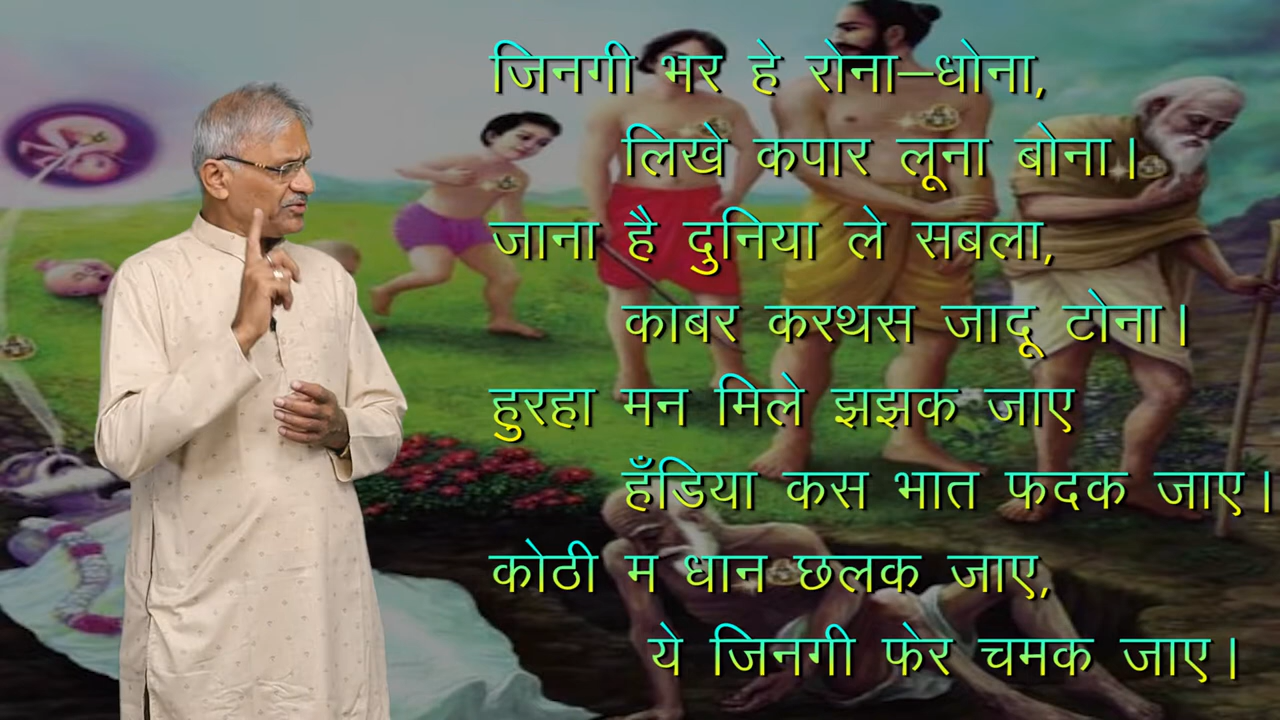 जिनगी भर हे रोना–धोना,
लिखे कपार लूना बोना।
जाना है दुनिया ले सबला,
काबर करथस जादू टोना।
हुरहा मन मिले झझक जाए
हँडिया कस भात फदक जाए।
कोठी म धान छलक जाए,
ये जिनगी फेर चमक जाए।